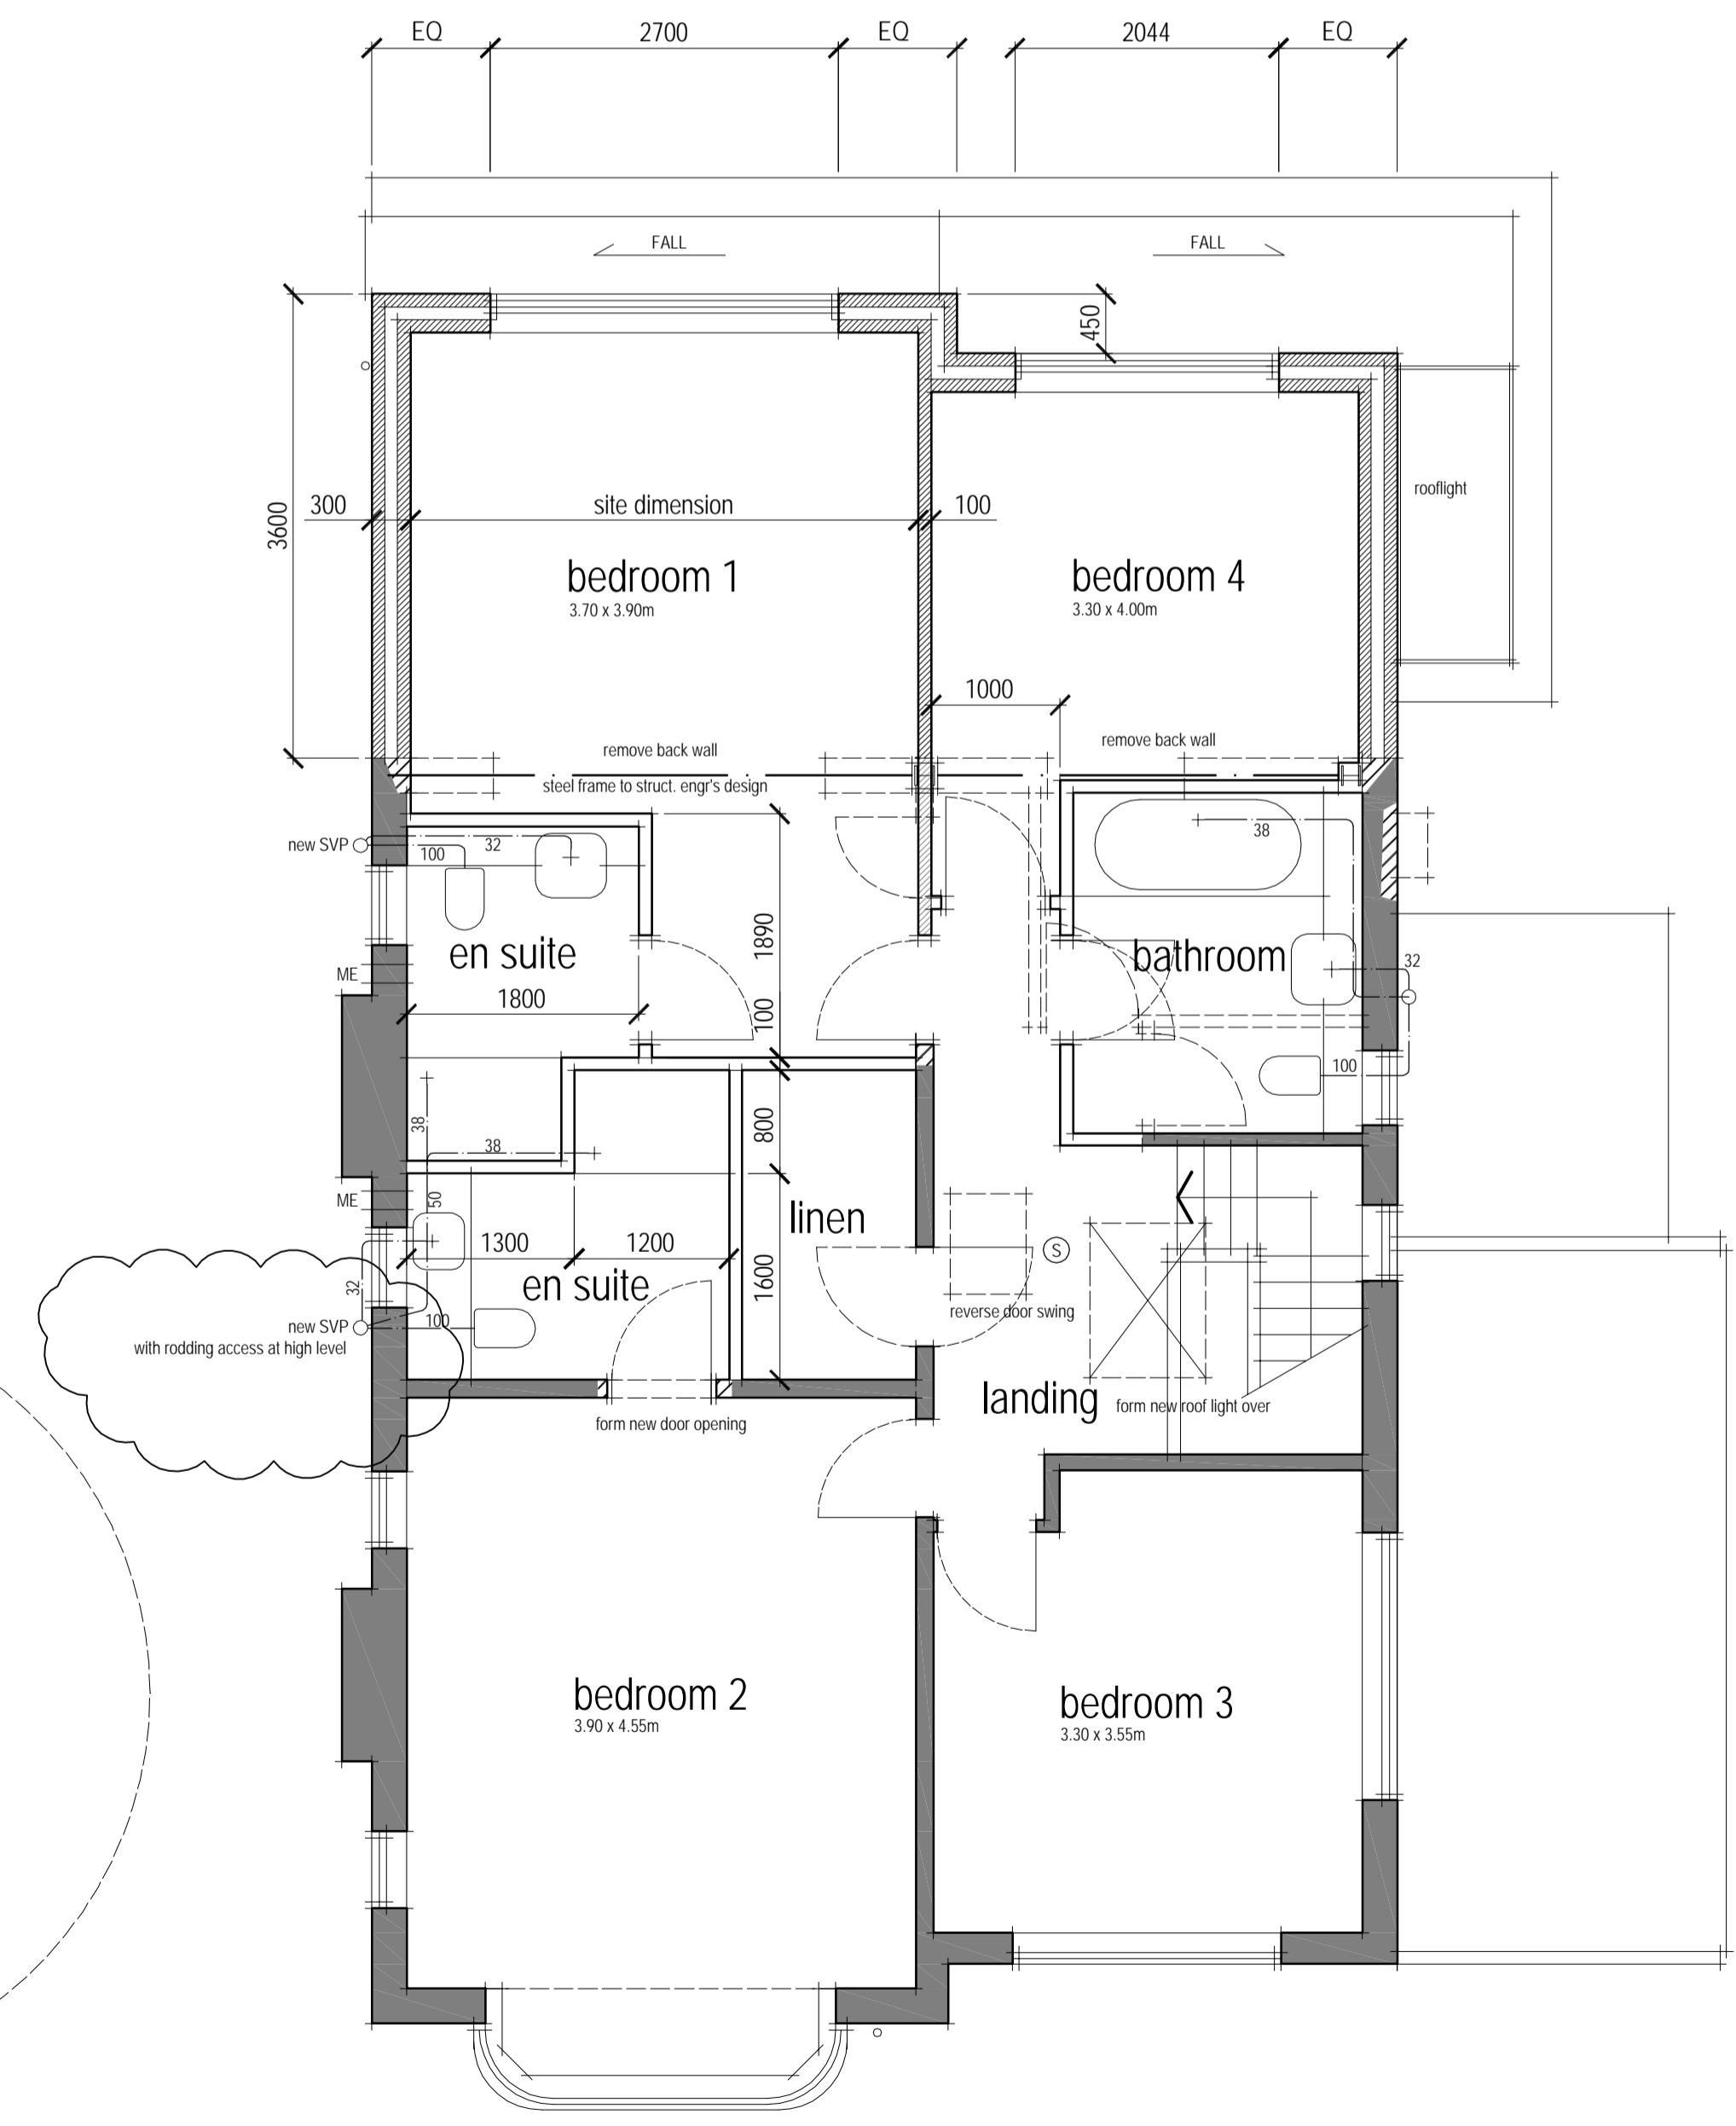 EQ 2700 EQ 2044 EQ
FALL FALL
450
3600
300 site dimension 100
rooflight
bedroom 1
3.70 x 3.90m
bedroom 4
3.30 x 4.00m
1000
remove back wall
remove back wall
steel frame to struct. engr's design
new SVP
100
32
38
en suite
1890
bathroom
32
ME
1800
100
100
38
38
800
ME
50
linen
1300 1200
1600
S
en suite
32
reverse door swing
new SVP
100
with rodding access at high level
landing
form new roof light over
form new door opening
bedroom 2
3.90 x 4.55m
bedroom 3
3.30 x 3.55m